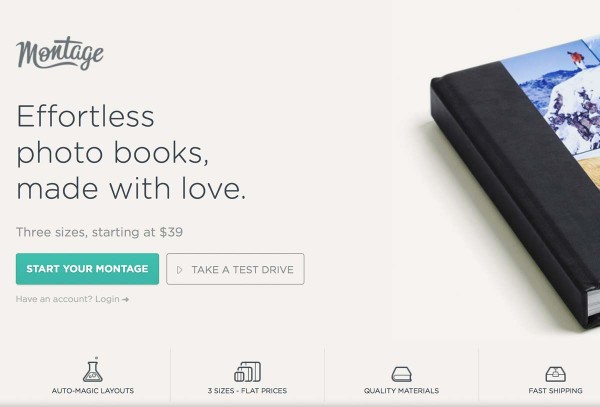 Montage
Effortless
photo books,
made with love.
Three sizes, starting at $39
START YOUR MONTAGE
TAKE A TEST DRIVE
Have an account? Login ➔
AUTO-MAGIC LAYOUTS
3 SIZES - FLAT PRICES
QUALITY MATERIALS
FAST SHIPPING